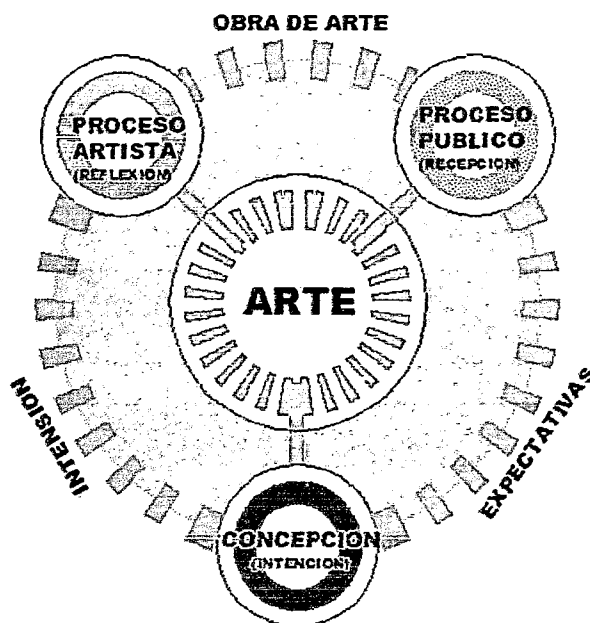 OBRA DE ARTE
PROCESO
ARTISTA
(REFLEXION)
PROCESO
PUBLICO
(RECEPCION)
ARTE
INTENSION
EXPECTATIVAS
CONCEPCION
(INTENCION)